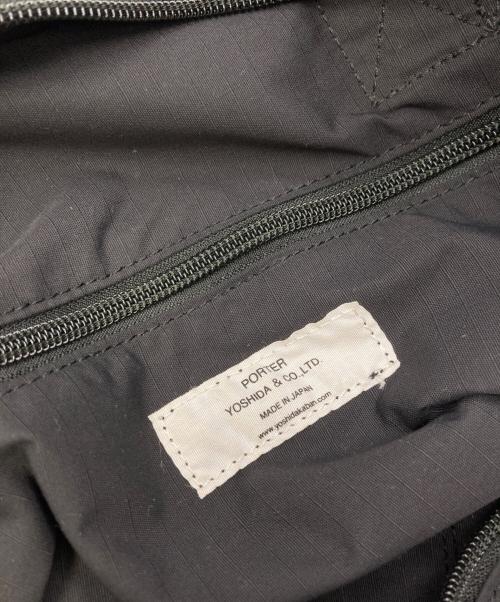 PORTER
YOSHIDA & CO.,LTD.
MADE IN JAPAN
www.yoshidakaban.com